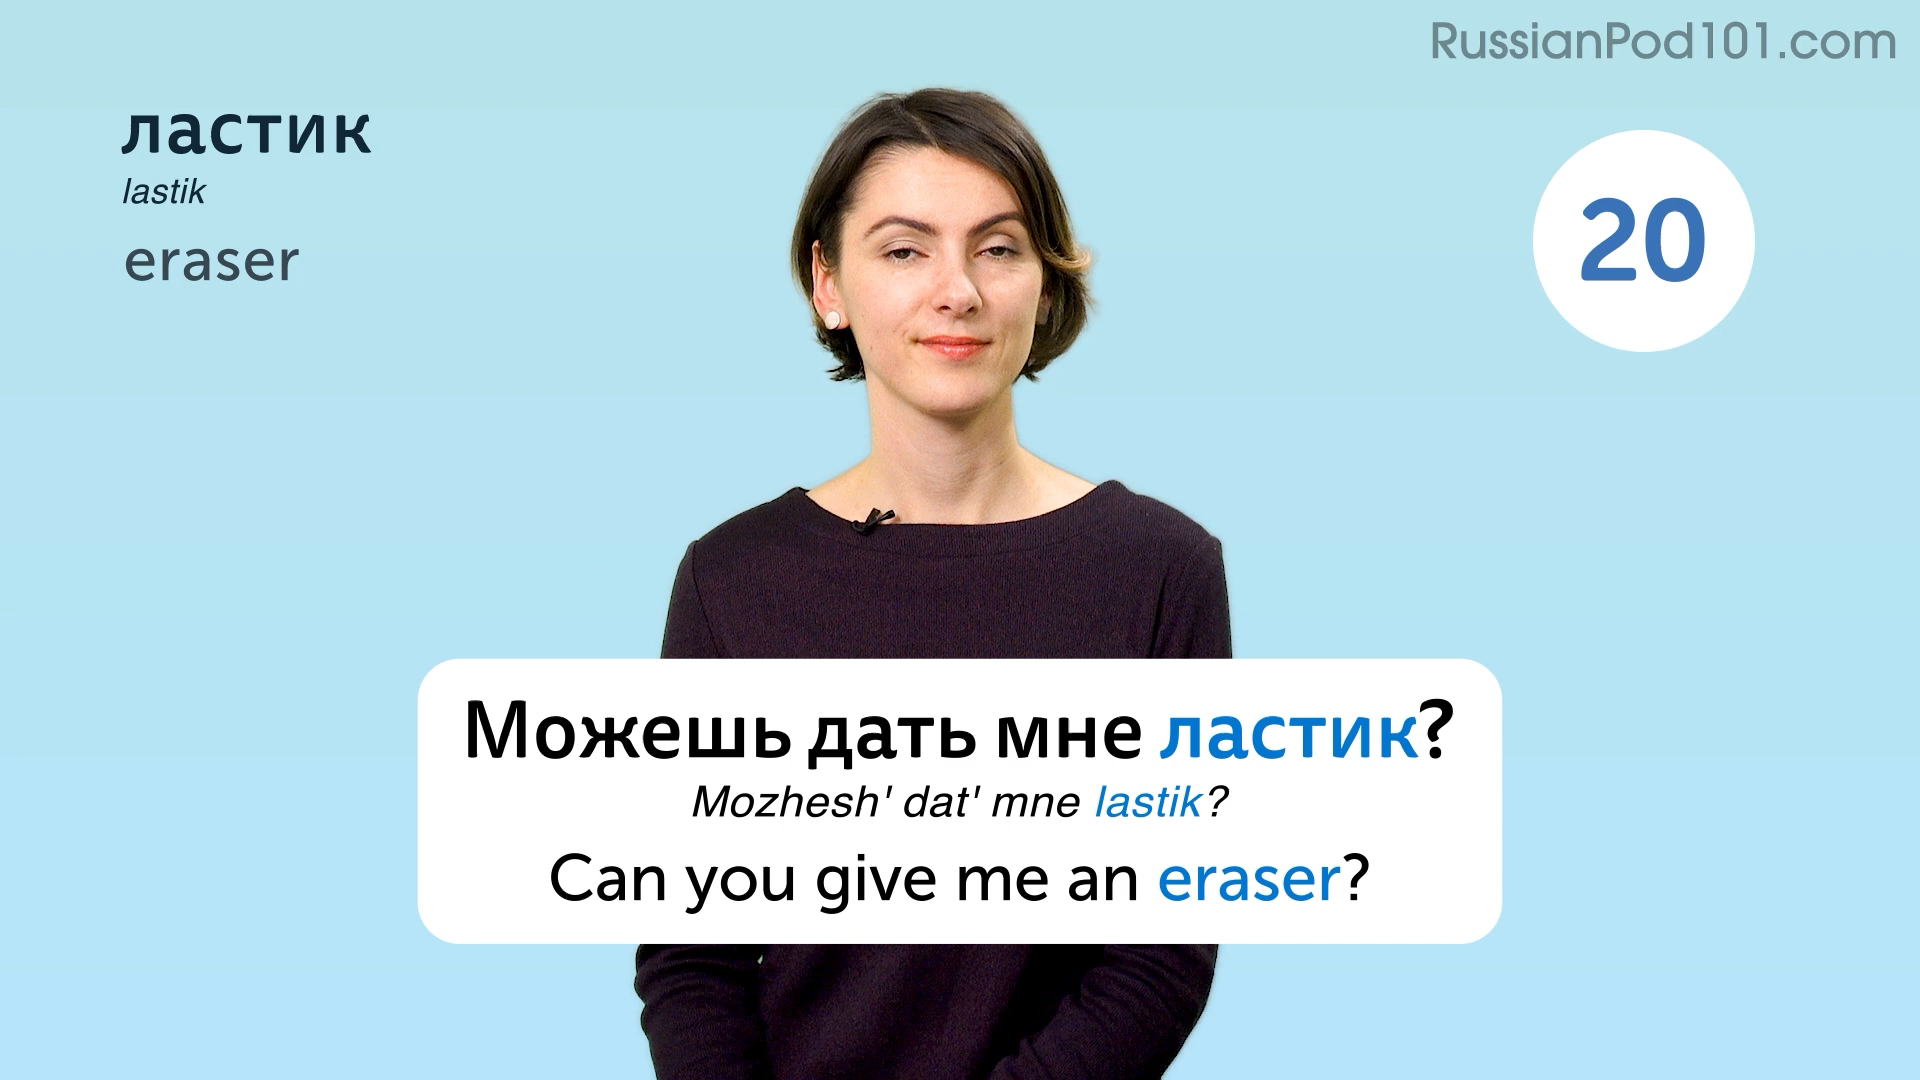 RussianPod101.com
ластик
lastik
eraser
20
Можешь дать мне ластик?
Mozhesh' dat' mne lastik?
Can you give me an eraser?